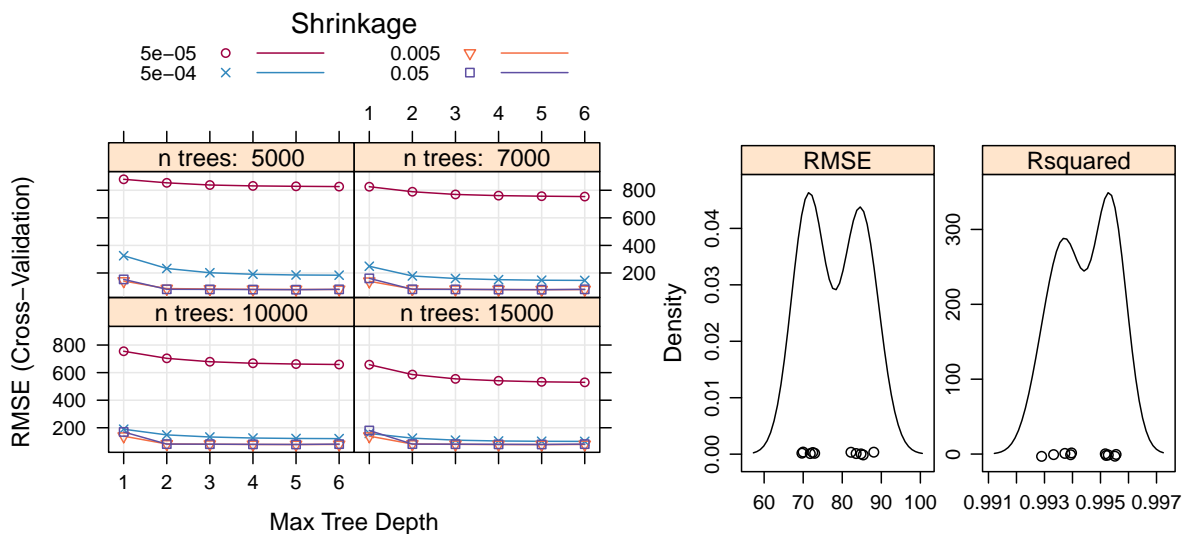 Shrinkage
5e−05
0.005
5e−04
0.05
1 2 3 4 5 6
n trees: 5000
n trees: 7000
800
600
400
200
n trees: 10000
n trees: 15000
800
600
400
200
1 2 3 4 5 6
RMSE (Cross−Validation)
Max Tree Depth
RMSE
Rsquared
Density
0.04
0.03
0.02
0.01
0.00
60 70 80 90 100
300
200
100
0
0.991 0.993 0.995 0.997